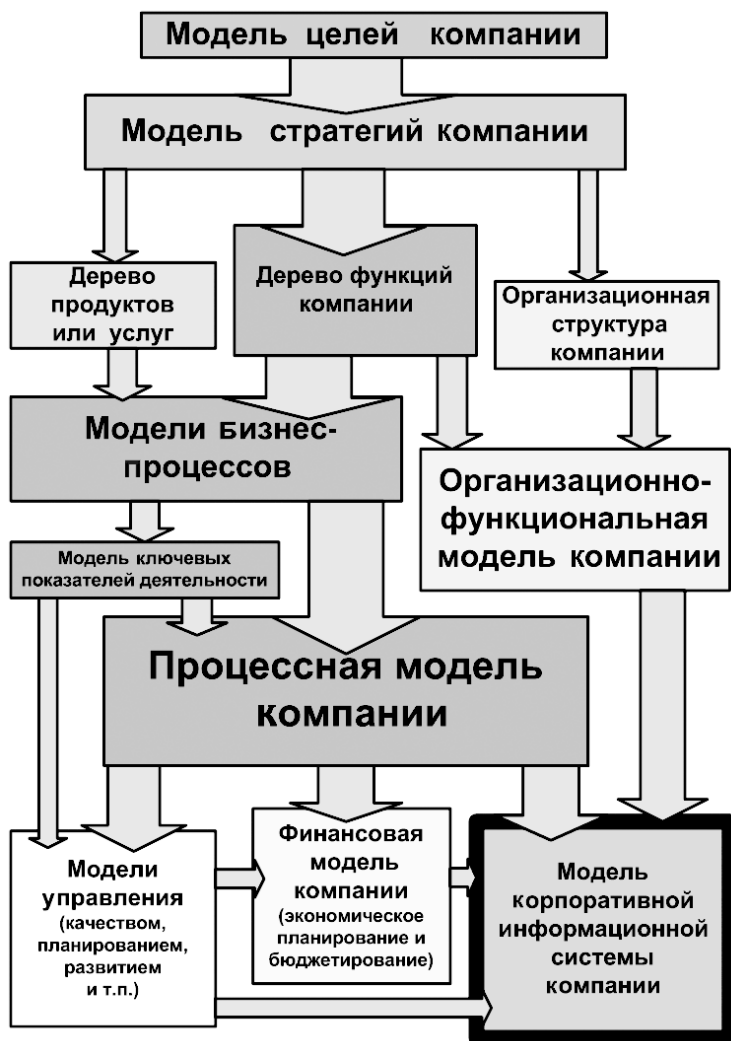 Модель целей компании
Модель стратегий компании
Дерево
продуктов
или услуг
Дерево функций
компании
Организационная
структура
компании
Модели Бизнес-
процессов
Организационно-
функциональная
модель компании
Модель ключевых
показателей деятельности
Процессная модель
компании
Модели
управления
(качеством,
планированием,
развитием
и т.п.)
Финансовая
модель
компании
(экономическое
планирование и
бюджетирование)
Модель
корпоративной
информационной
системы
компании